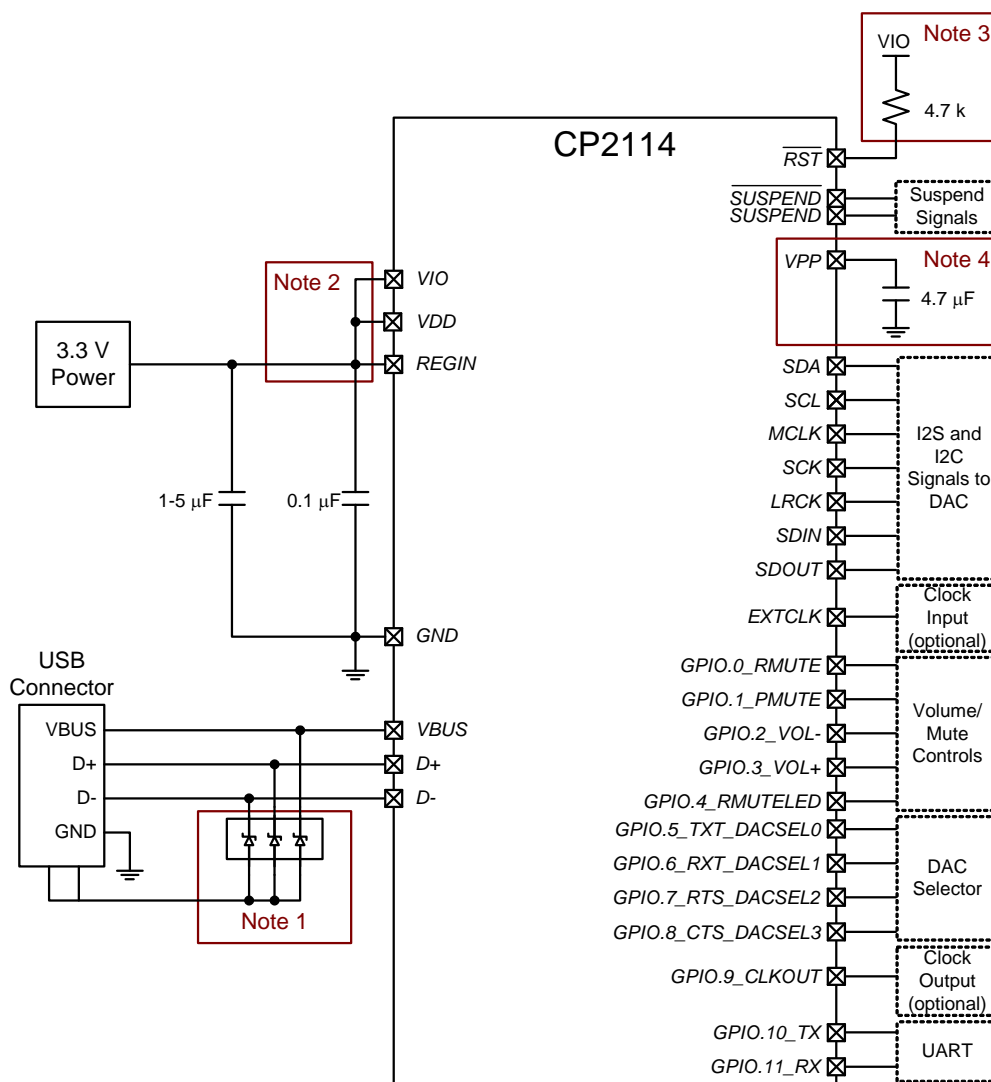 Note 3
VIO
4.7 k
CP2114
RST
SUSPEND
SUSPEND
Suspend
Signals
Note 4
VPP
4.7 μF
Note 2
VIO
VDD
REGIN
3.3 V
Power
1-5 μF
0.1 μF
GND
SDA
SCL
MCLK
SCK
LRCK
SDIN
SDOUT
I2S and
I2C
Signals to
DAC
EXTCLK
Clock
Input
(optional)
USB
Connector
VBUS
D+
D-
GND
VBUS
D+
D-
Note 1
GPIO.0_RMUTE
GPIO.1_PMUTE
GPIO.2_VOL-
GPIO.3_VOL+
GPIO.4_RMUTELED
Volume/
Mute
Controls
GPIO.5_TXT_DACSEL0
GPIO.6_RXT_DACSEL1
GPIO.7_RTS_DACSEL2
GPIO.8_CTS_DACSEL3
DAC
Selector
GPIO.9_CLKOUT
Clock
Output
(optional)
GPIO.10_TX
GPIO.11_RX
UART